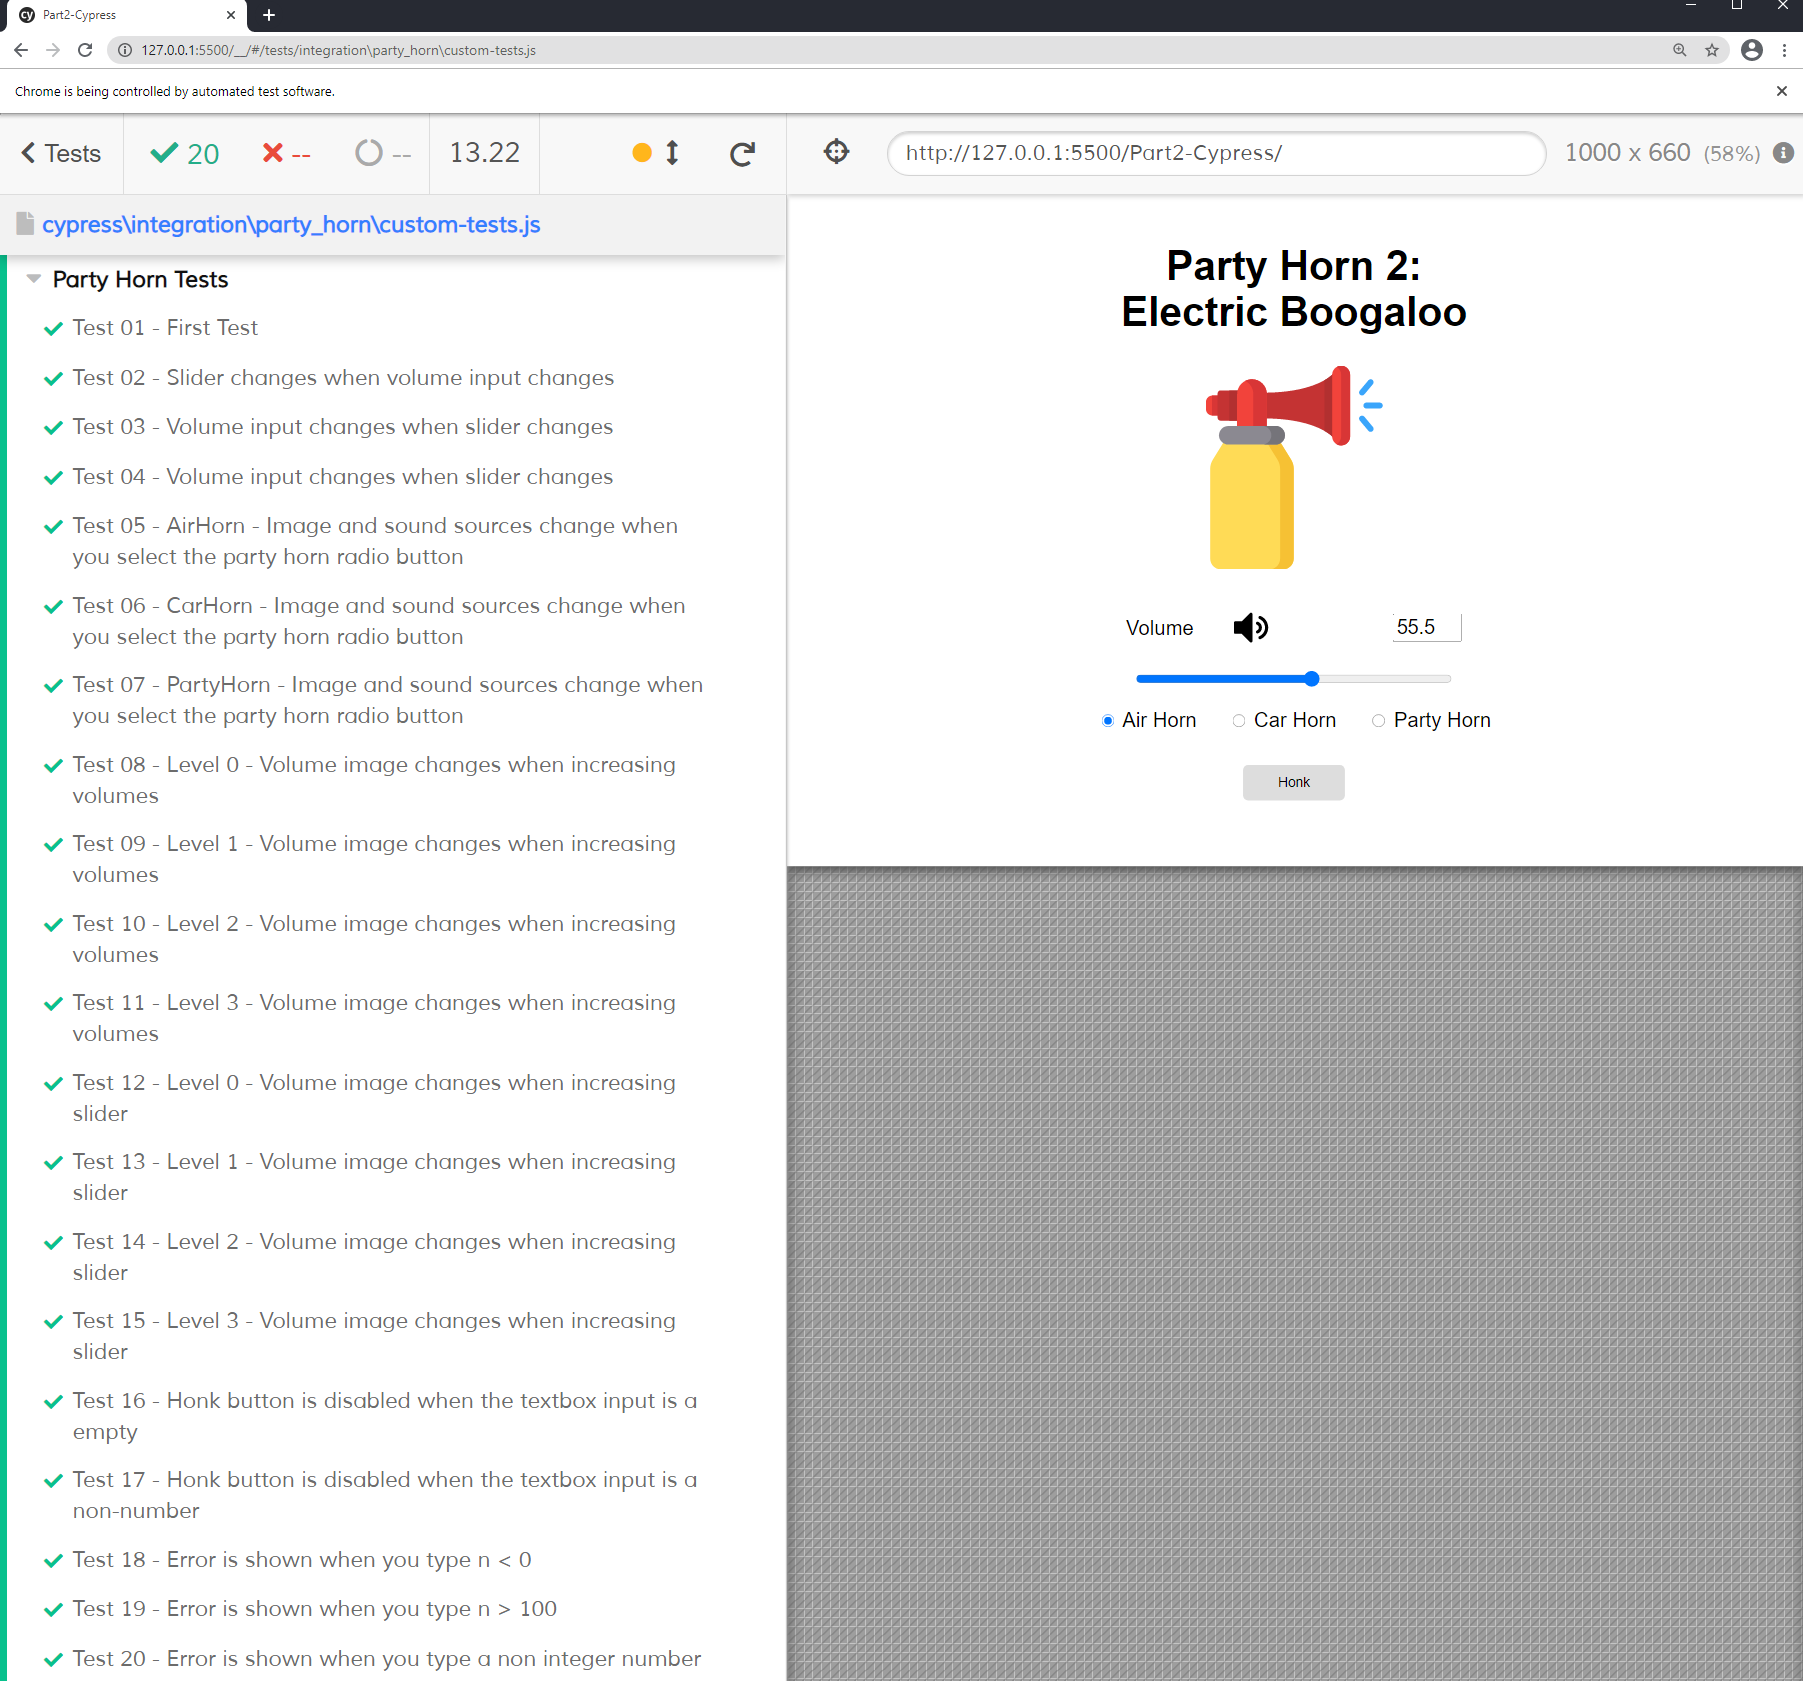 Part2-Cypress
127.0.0.1:5500/__/#/tests/integration\party_horn\custom-tests.js
Chrome is being controlled by automated test software.
Tests
20
--
--
13.22
http://127.0.0.1:5500/Part2-Cypress/
1000 x 660 (58%)
cypress\integration\party_horn\custom-tests.js
Party Horn Tests
Test 01 - First Test
Test 02 - Slider changes when volume input changes
Test 03 - Volume input changes when slider changes
Test 04 - Volume input changes when slider changes
Test 05 - AirHorn - Image and sound sources change when
you select the party horn radio button
Test 06 - CarHorn - Image and sound sources change when
you select the party horn radio button
Test 07 - PartyHorn - Image and sound sources change when
you select the party horn radio button
Test 08 - Level 0 - Volume image changes when increasing
volumes
Test 09 - Level 1 - Volume image changes when increasing
volumes
Test 10 - Level 2 - Volume image changes when increasing
volumes
Test 11 - Level 3 - Volume image changes when increasing
volumes
Test 12 - Level 0 - Volume image changes when increasing
slider
Test 13 - Level 1 - Volume image changes when increasing
slider
Test 14 - Level 2 - Volume image changes when increasing
slider
Test 15 - Level 3 - Volume image changes when increasing
slider
Test 16 - Honk button is disabled when the textbox input is a
empty
Test 17 - Honk button is disabled when the textbox input is a
non-number
Test 18 - Error is shown when you type n < 0
Test 19 - Error is shown when you type n > 100
Test 20 - Error is shown when you type a non integer number
Party Horn 2:
Electric Boogaloo
Volume
55.5
Air Horn
Car Horn
Party Horn
Honk